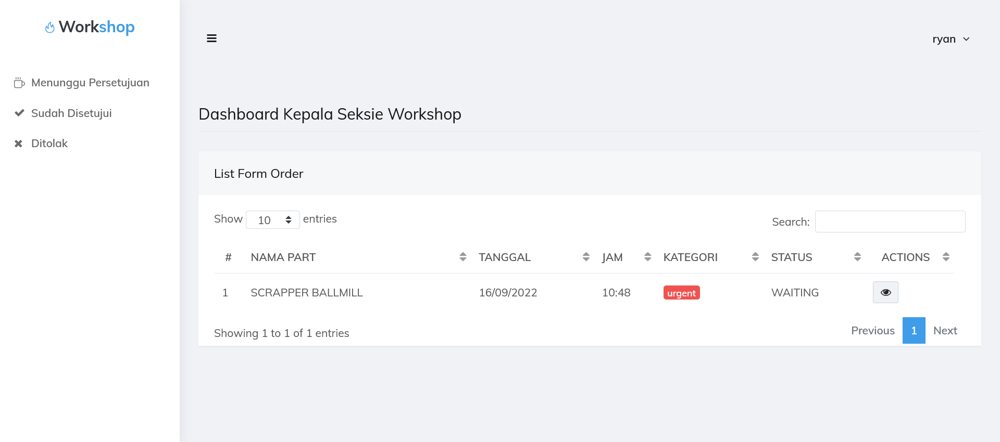 Workshop
ryan
Menunggu Persetujuan
Sudah Disetujui
Ditolak
Dashboard Kepala Seksie Workshop
List Form Order
Show 10 entries
Search:
# NAMA PART TANGGAL JAM KATEGORI STATUS ACTIONS
1 SCRAPPER BALLMILL 16/09/2022 10:48 urgent WAITING
Showing 1 to 1 of 1 entries
Previous 1 Next